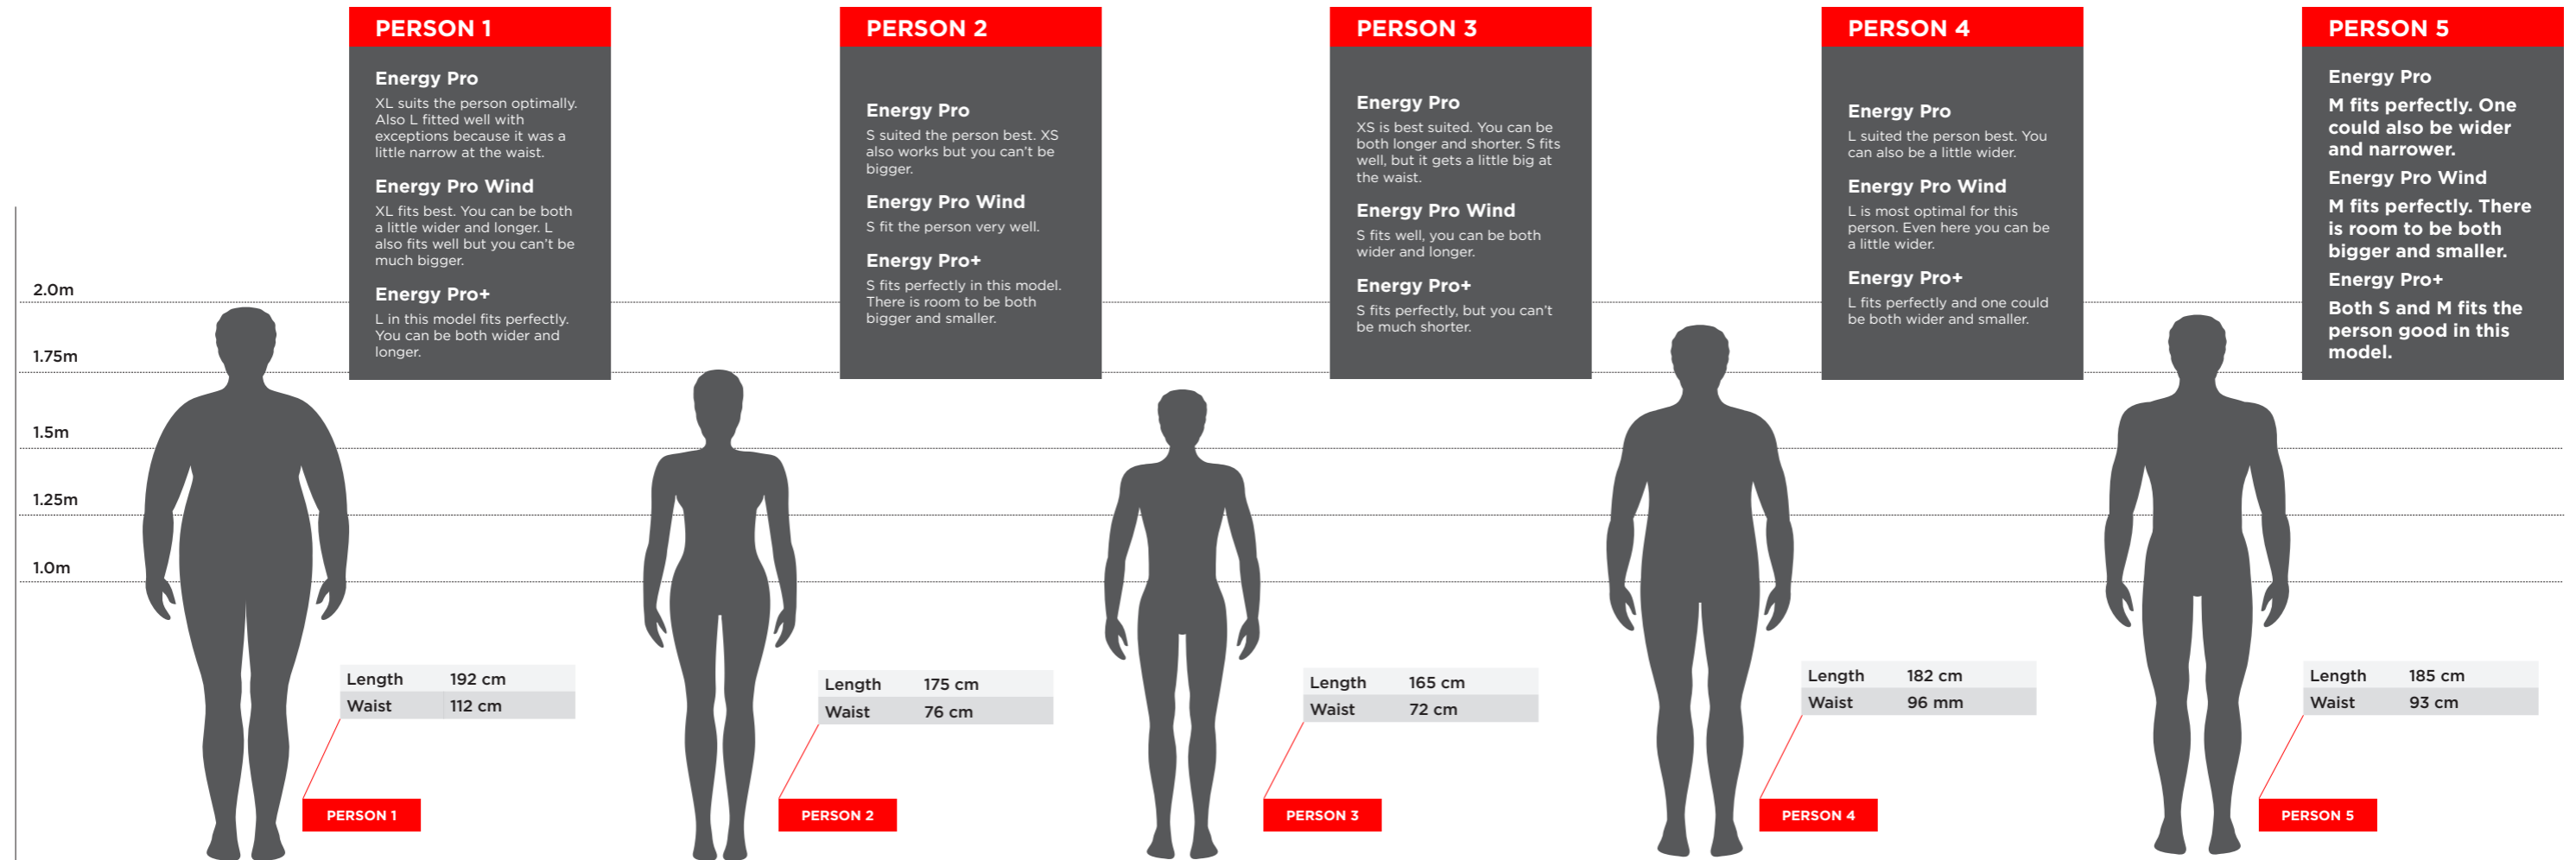 PERSON 1
Energy Pro
XL suits the person optimally.
Also L fitted well with
exceptions because it was a
little narrow at the waist.
Energy Pro Wind
XL fits best. You can be both
a little wider and longer. L
also fits well but you can't be
much bigger.
Energy Pro+
L in this model fits perfectly.
You can be both wider and
longer.
PERSON 2
Energy Pro
S suited the person best. XS
also works but you can't be
bigger.
Energy Pro Wind
S fit the person very well.
Energy Pro+
S fits perfectly in this model.
There is room to be both
bigger and smaller.
PERSON 3
Energy Pro
XS is best suited. You can be
both longer and shorter. S fits
well, but it gets a little big at
the waist.
Energy Pro Wind
S fits well, you can be both
wider and longer.
Energy Pro+
S fits perfectly, but you can't
be much shorter.
PERSON 4
Energy Pro
L suited the person best. You
can also be a little wider.
Energy Pro Wind
L is most optimal for this
person. Even here you can be
a little wider.
Energy Pro+
L fits perfectly and one could
be both wider and smaller.
PERSON 5
Energy Pro
M fits perfectly. One
could also be wider
and narrower.
Energy Pro Wind
M fits perfectly. There
is room to be both
bigger and smaller.
Energy Pro+
Both S and M fits the
person good in this
model.
2.0m
1.75m
1.5m
1.25m
1.0m
Length 192 cm
Waist 112 cm
PERSON 1
Length 175 cm
Waist 76 cm
PERSON 2
Length 165 cm
Waist 72 cm
PERSON 3
Length 182 cm
Waist 96 mm
PERSON 4
Length 185 cm
Waist 93 cm
PERSON 5